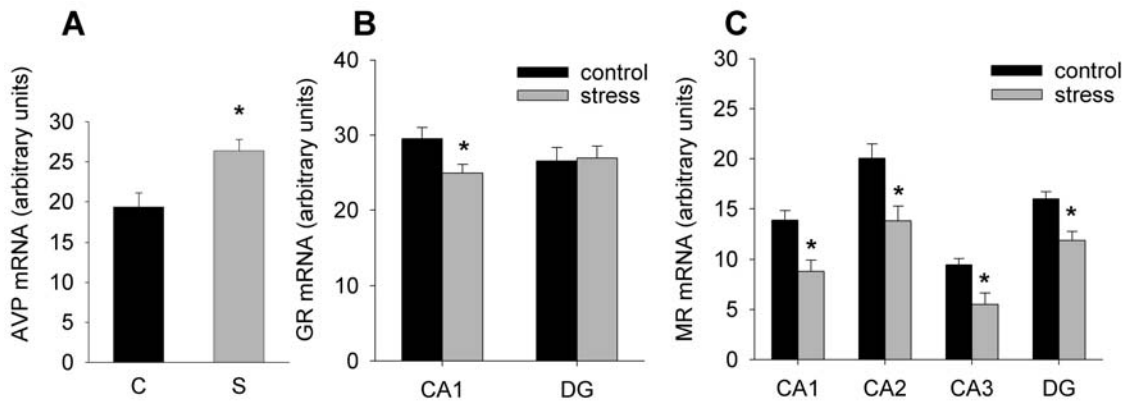 A
AVP mRNA (arbitrary units)
30
25
20
15
10
5
0
*
C S
B
GR mRNA (arbitrary units)
40
30
20
10
0
control
stress
*
CA1 DG
C
MR mRNA (arbitrary units)
30
25
20
15
10
5
0
control
stress
*
*
*
*
CA1 CA2 CA3 DG